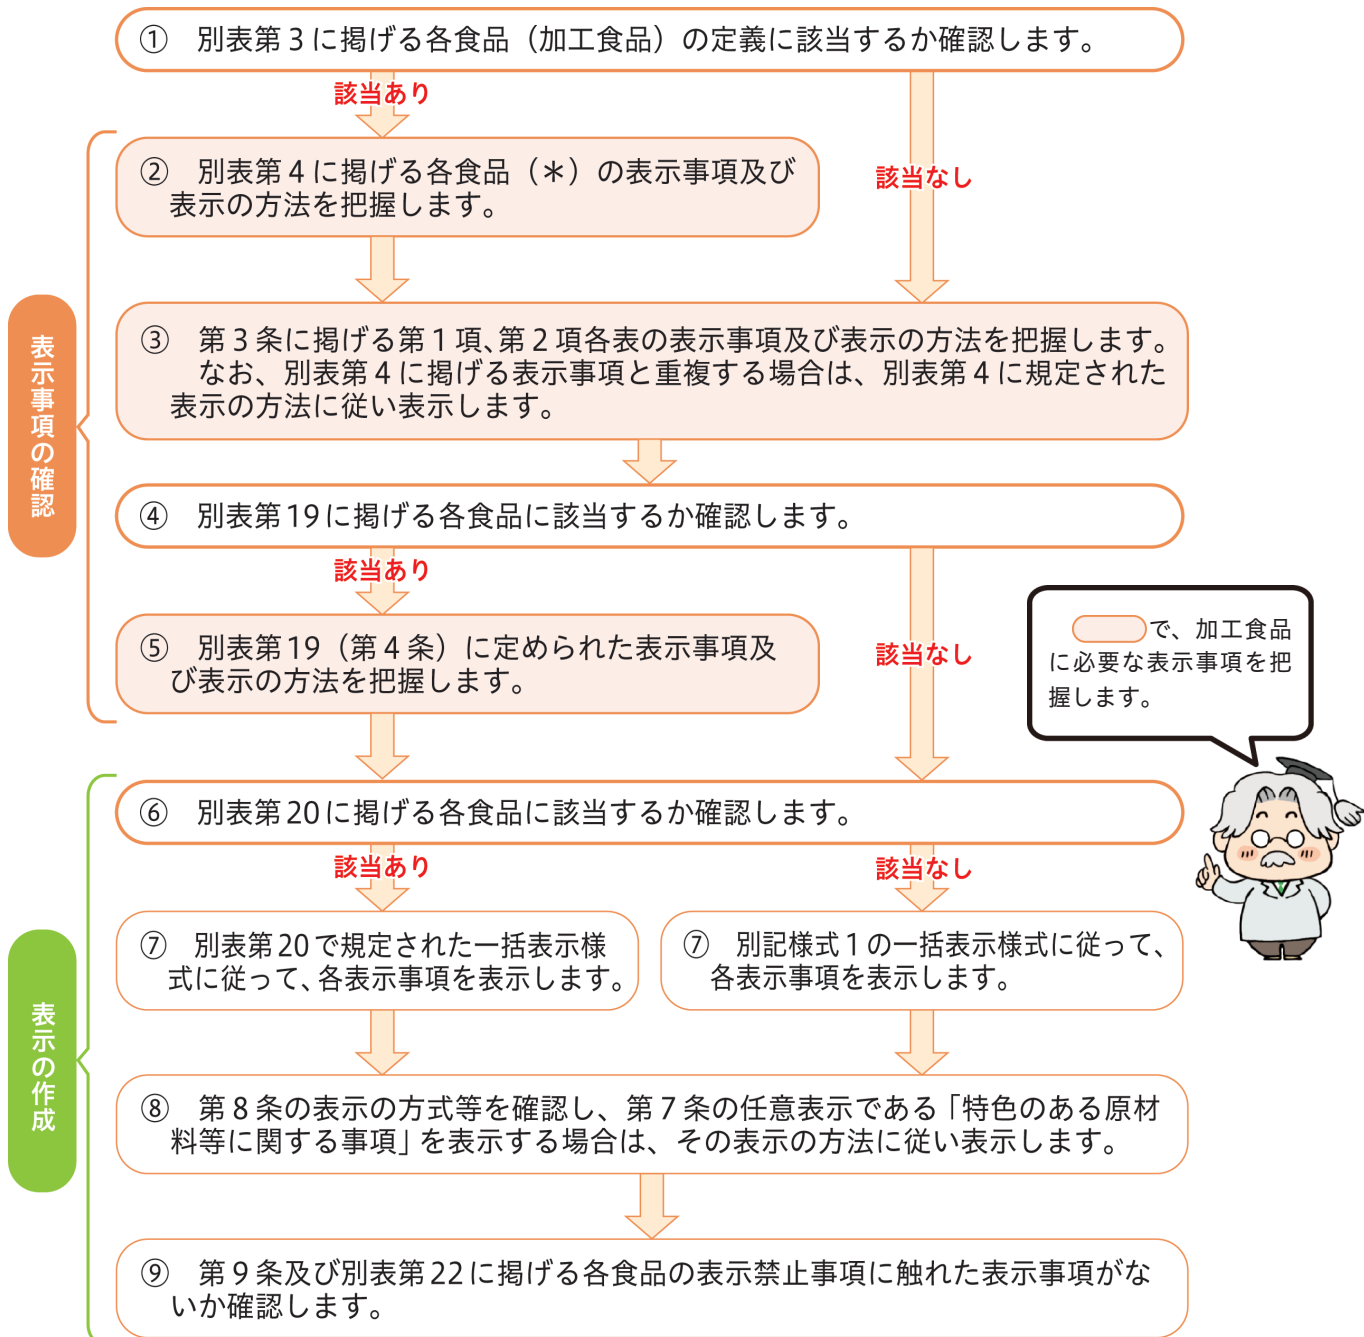 ① 別表第3に掲げる各食品（加工食品）の定義に該当するか確認します。
該当あり
該当なし
② 別表第4に掲げる各食品（＊）の表示事項及び
表示の方法を把握します。
表示事項の確認
③ 第3条に掲げる第1項、第2項各表の表示事項及び表示の方法を把握します。
なお、別表第4に掲げる表示事項と重複する場合は、別表第4に規定された
表示の方法に従い表示します。
④ 別表第19に掲げる各食品に該当するか確認します。
該当あり
該当なし
⑤ 別表第19（第4条）に定められた表示事項及
び表示の方法を把握します。
で、加工食品
に必要な表示事項を把
握します。
⑥ 別表第20に掲げる各食品に該当するか確認します。
該当あり
該当なし
⑦ 別表第20で規定された一括表示様
式に従って、各表示事項を表示します。
⑦ 別記様式1の一括表示様式に従って、
各表示事項を表示します。
表示の作成
⑧ 第8条の表示の方式等を確認し、第7条の任意表示である「特色のある原材
料等に関する事項」を表示する場合は、その表示の方法に従い表示します。
⑨ 第9条及び別表第22に掲げる各食品の表示禁止事項に触れた表示事項がな
いか確認します。